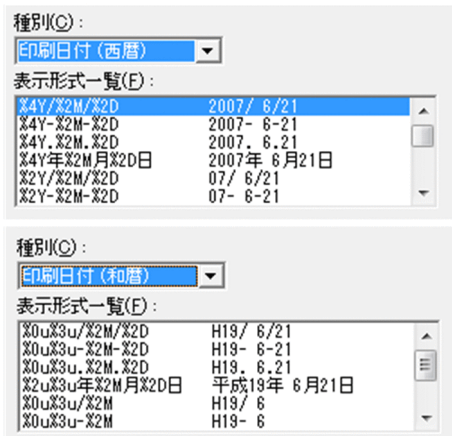 種別(C):
印刷日付 (西暦)
表示形式一覧(F):
%4Y/%2M/%2D 2007/ 6/21
%4Y-%2M-%2D 2007- 6-21
%4Y.%2M.%2D 2007. 6.21
%4Y年%2M月%2D日 2007年 6月21日
%2Y/%2M/%2D 07/ 6/21
%2Y-%2M-%2D 07- 6-21
種別(C):
印刷日付 (和暦)
表示形式一覧(F):
%0u%3u/%2M/%2D H19/ 6/21
%0u%3u-%2M-%2D H19- 6-21
%0u%3u.%2M.%2D H19. 6.21
%2u%3u年%2M月%2D日 平成19年 6月21日
%0u%3u/%2M H19/ 6
%0u%3u-%2M H19- 6